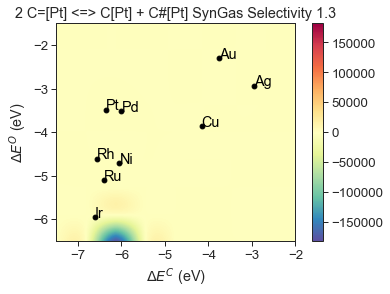 2 C=[Pt] <=> C[Pt] + C#[Pt] SynGas Selectivity 1.3
−2
−3
−4
−5
−6
ΔE^O (eV)
Au
Ag
Cu
Pt
Pd
Rh
Ni
Ru
Ir
−7
−6
−5
−4
−3
−2
ΔE^C (eV)
150000
100000
50000
0
−50000
−100000
−150000